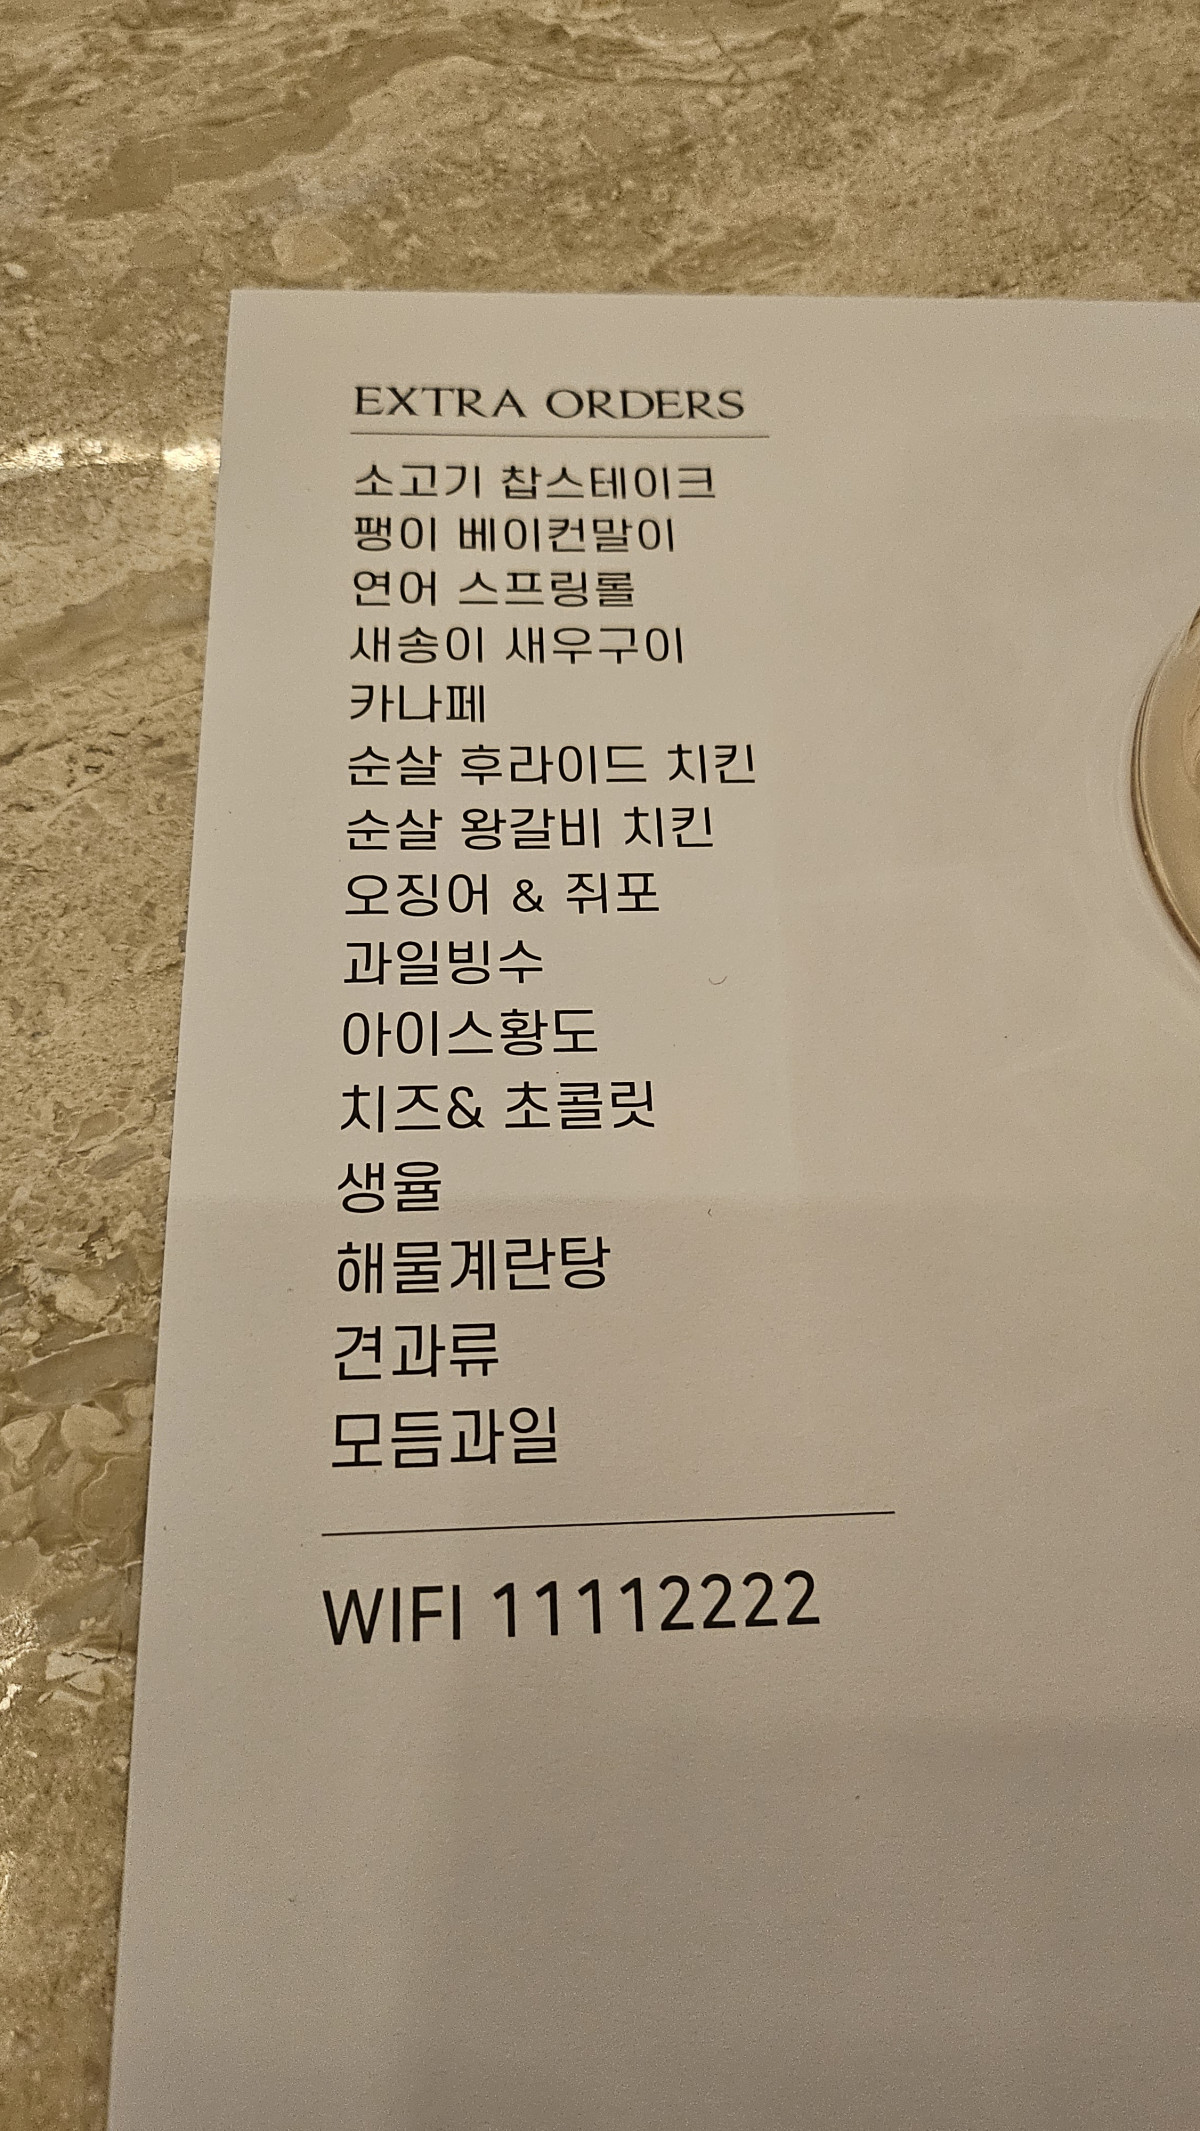 EXTRA ORDERS
소고기 찹스테이크
팽이 베이컨말이
연어 스프링롤
새송이 새우구이
카나페
순살 후라이드 치킨
순살 왕갈비 치킨
오징어 & 쥐포
과일빙수
아이스황도
치즈& 초콜릿
생율
해물계란탕
견과류
모듬과일
WIFI 11112222